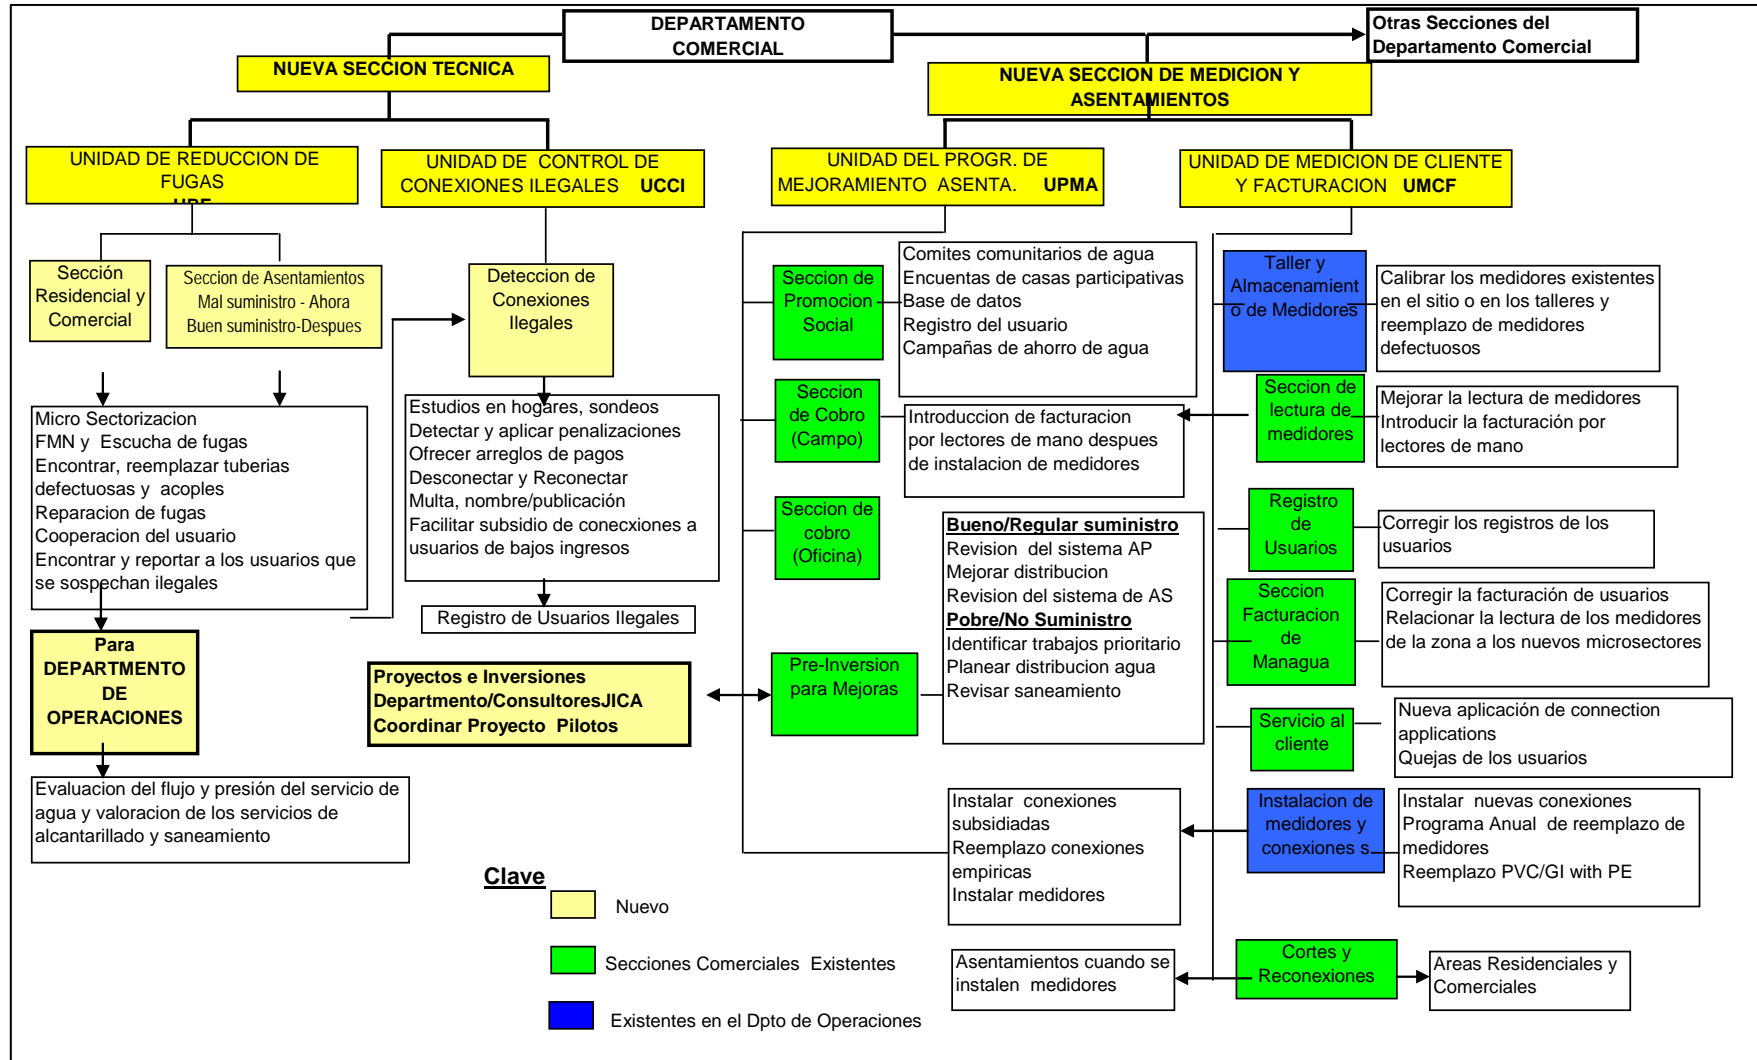 DEPARTAMENTO
COMERCIAL
Otras Secciones del
Departamento Comercial
NUEVA SECCION TECNICA
NUEVA SECCION DE MEDICION Y
ASENTAMIENTOS
UNIDAD DE REDUCCION DE
FUGAS
UNIDAD DE CONTROL DE
CONEXIONES ILEGALES UCCI
UNIDAD DEL PROGR. DE
MEJORAMIENTO ASENTA. UPMA
UNIDAD DE MEDICION DE CLIENTE
Y FACTURACION UMCF
Sección
Residencial y
Comercial
Seccion de Asentamientos
Mal suministro - Ahora
Buen suministro-Despues
Micro Sectorizacion
FMN y Escucha de fugas
Encontrar, reemplazar tuberias
defectuosas y acoples
Reparacion de fugas
Cooperacion del usuario
Encontrar y reportar a los usuarios que
se sospechan ilegales
Para
DEPARTMENTO
DE
OPERACIONES
Evaluacion del flujo y presión del servicio de
agua y valoracion de los servicios de
alcantarillado y saneamiento
Deteccion de
Conexiones
Ilegales
Estudios en hogares, sondeos
Detectar y aplicar penalizaciones
Ofrecer arreglos de pagos
Desconectar y Reconectar
Multa, nombre/publicación
Facilitar subsidio de conecxiones a
usuarios de bajos ingresos
Registro de Usuarios Ilegales
Proyectos e Inversiones
Departmento/ConsultoresJICA
Coordinar Proyecto Pilotos
Seccion de
Promocion
Social
Comites comunitarios de agua
Encuentas de casas participativas
Base de datos
Registro del usuario
Campañas de ahorro de agua
Seccion
de Cobro
(Campo)
Introduccion de facturacion
por lectores de mano despues
de instalacion de medidores
Seccion de
cobro
(Oficina)
Pre-Inversion
para Mejoras
Bueno/Regular suministro
Revision del sistema AP
Mejorar distribucion
Revision del sistema de AS
Pobre/No Suministro
Identificar trabajos prioritario
Planear distribucion agua
Revisar saneamiento
Instalar conexiones
subsidiadas
Reemplazo conexiones
empiricas
Instalar medidores
Asentamientos cuando se
instalen medidores
Taller y
Almacenamient
o de Medidores
Calibrar los medidores existentes
en el sitio o en los talleres y
reemplazo de medidores
defectuosos
Seccion de
lectura de
medidores
Mejorar la lectura de medidores
Introducir la facturación por
lectores de mano
Registro
de
Usuarios
Corregir los registros de los
usuarios
Seccion
Facturacion
de
Managua
Corregir la facturación de usuarios
Relacionar la lectura de los medidores
de la zona a los nuevos microsectores
Servicio al
cliente
Nueva aplicación de connection
applications
Quejas de los usuarios
Instalacion de
medidores y
conexiones s
Instalar nuevas conexiones
Programa Anual de reemplazo de
medidores
Reemplazo PVC/GI with PE
Cortes y
Reconexiones
Areas Residenciales y
Comerciales
Clave
Nuevo
Secciones Comerciales Existentes
Existentes en el Dpto de Operaciones